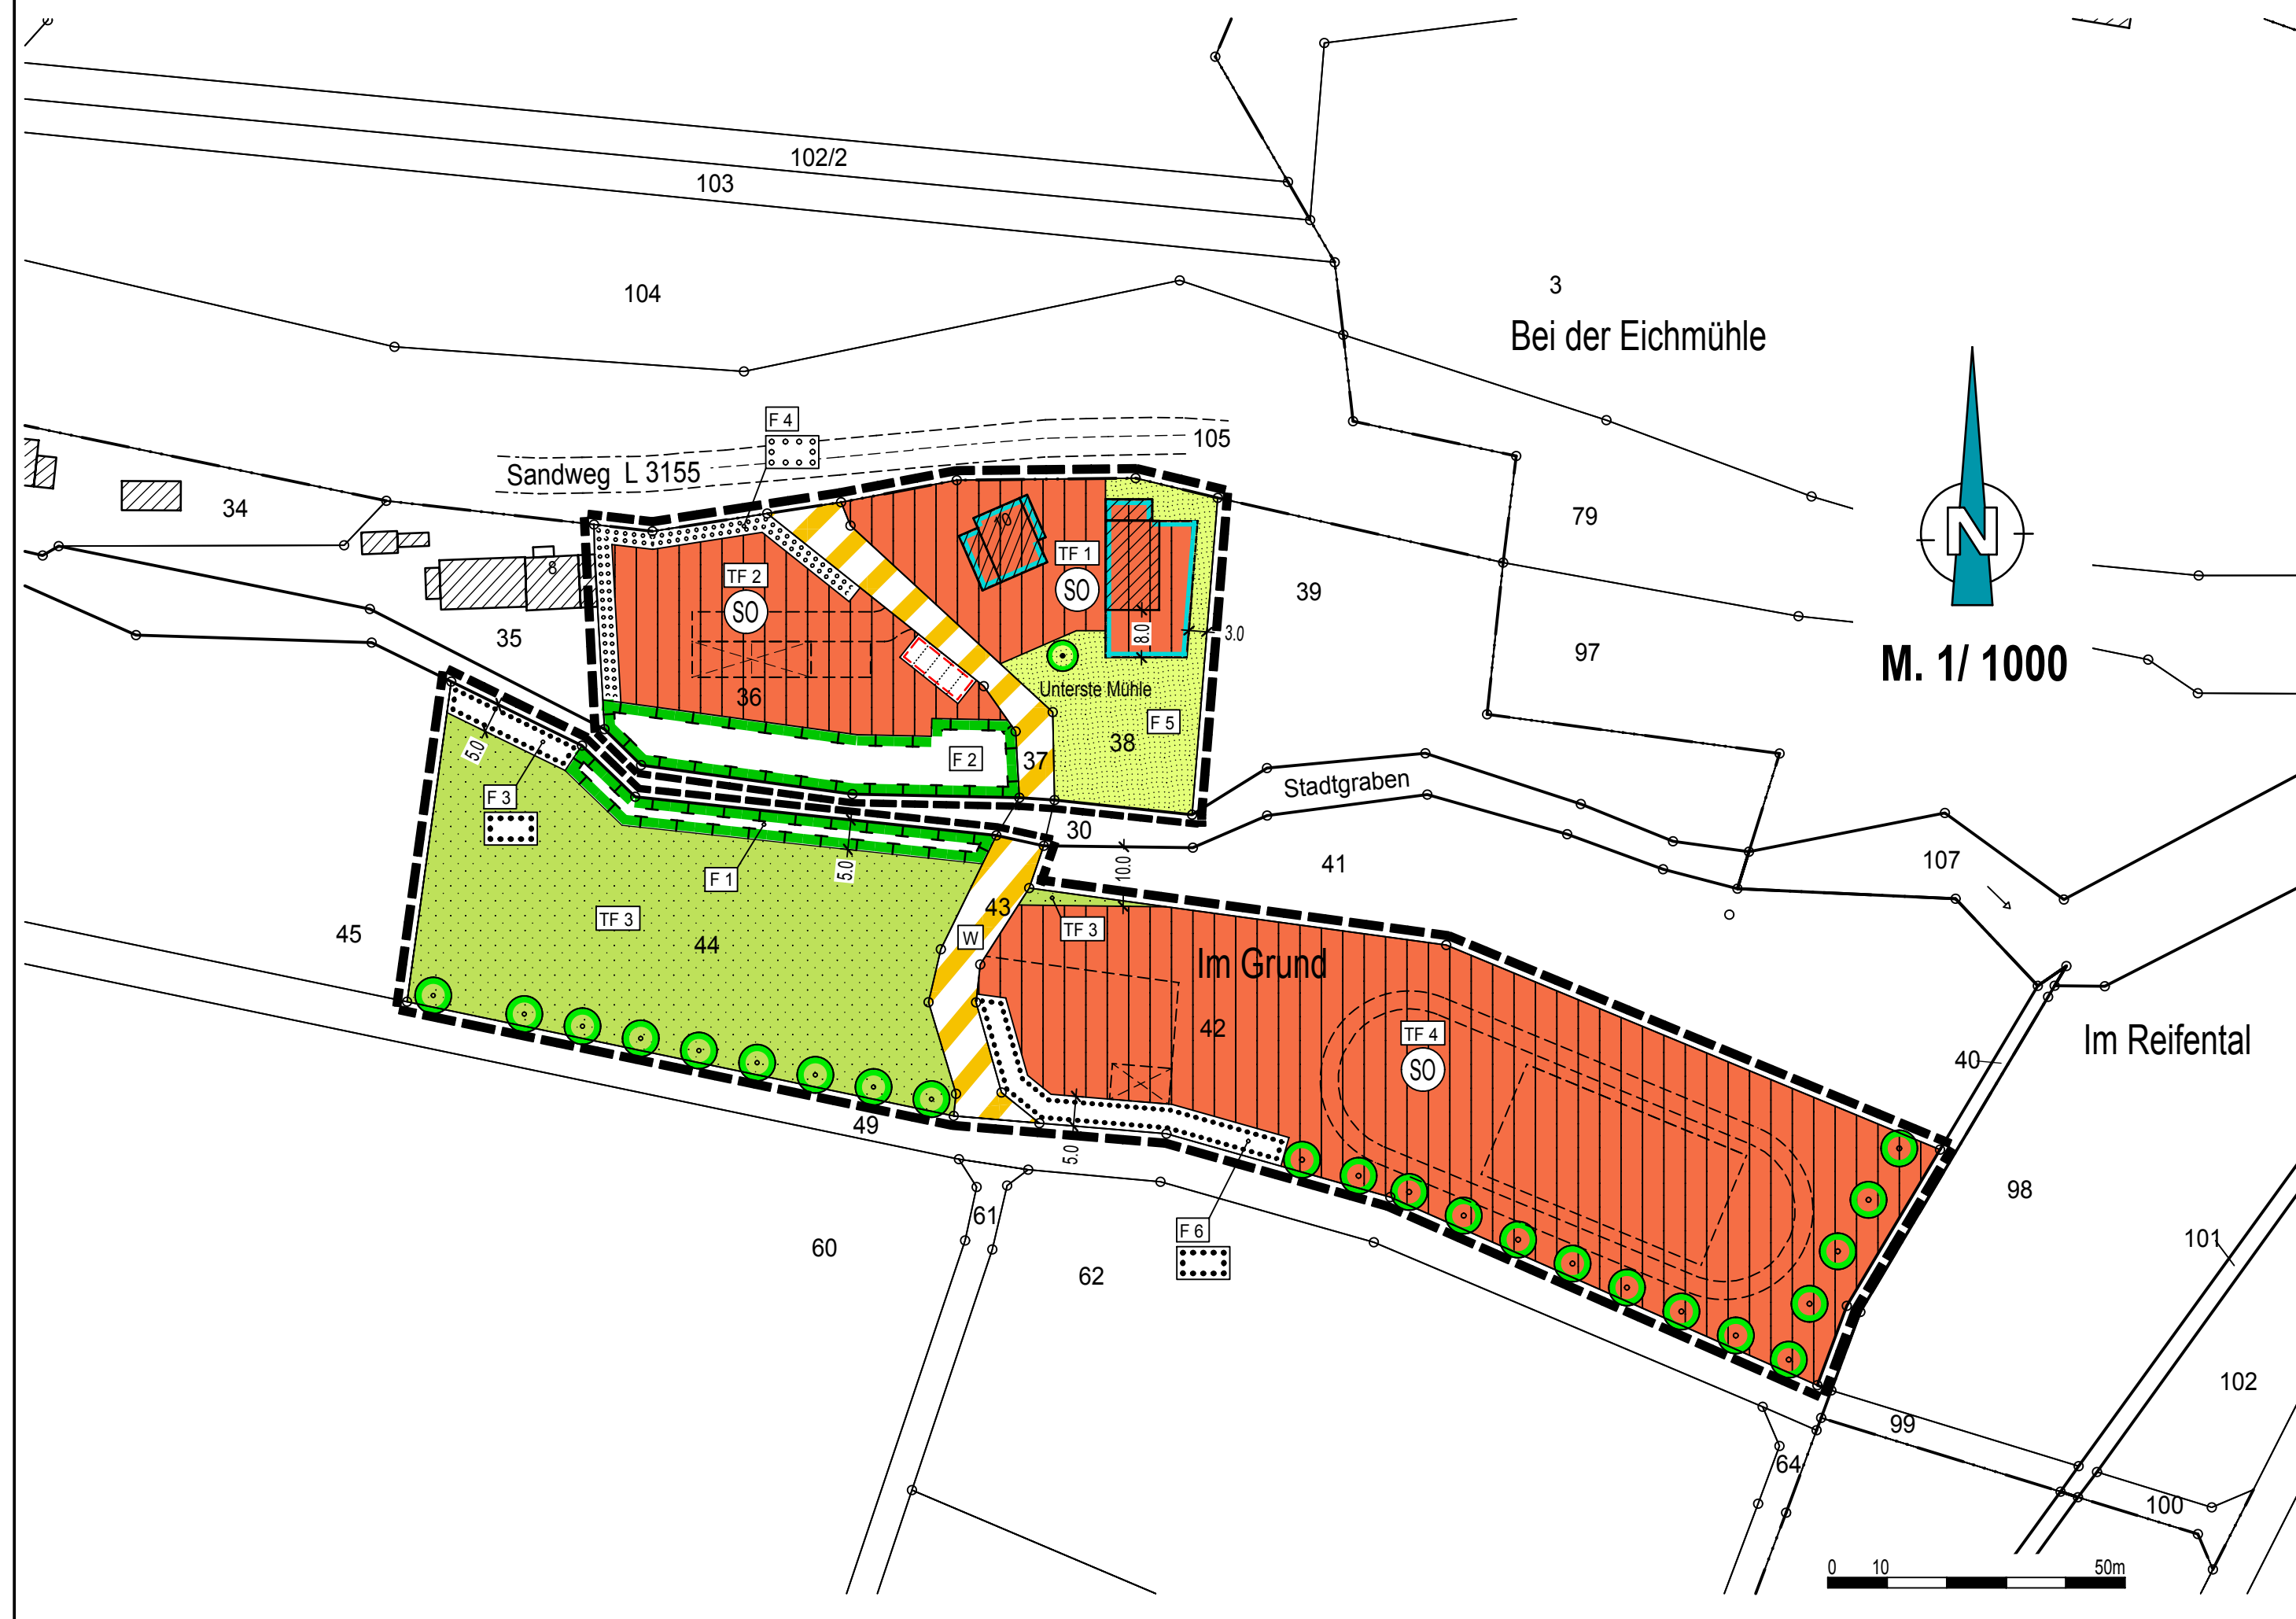 102/2
103
104
3
Bei der Eichmühle
F 4
105
Sandweg L 3155
34
79
N
10
TF 1
SO
8
TF 2
SO
39
35
8.0
3.0
97
M. 1/ 1000
36
Unterste Mühle
F 5
38
5.0
F 2
37
Stadtgraben
F 3
30
41
107
10.0
5.0
F 1
43
TF 3
TF 3
45
44
W
Im Grund
42
TF 4
SO
Im Reifental
40
49
5.0
98
61
F 6
101
60
62
102
99
64
100
0 10 50m